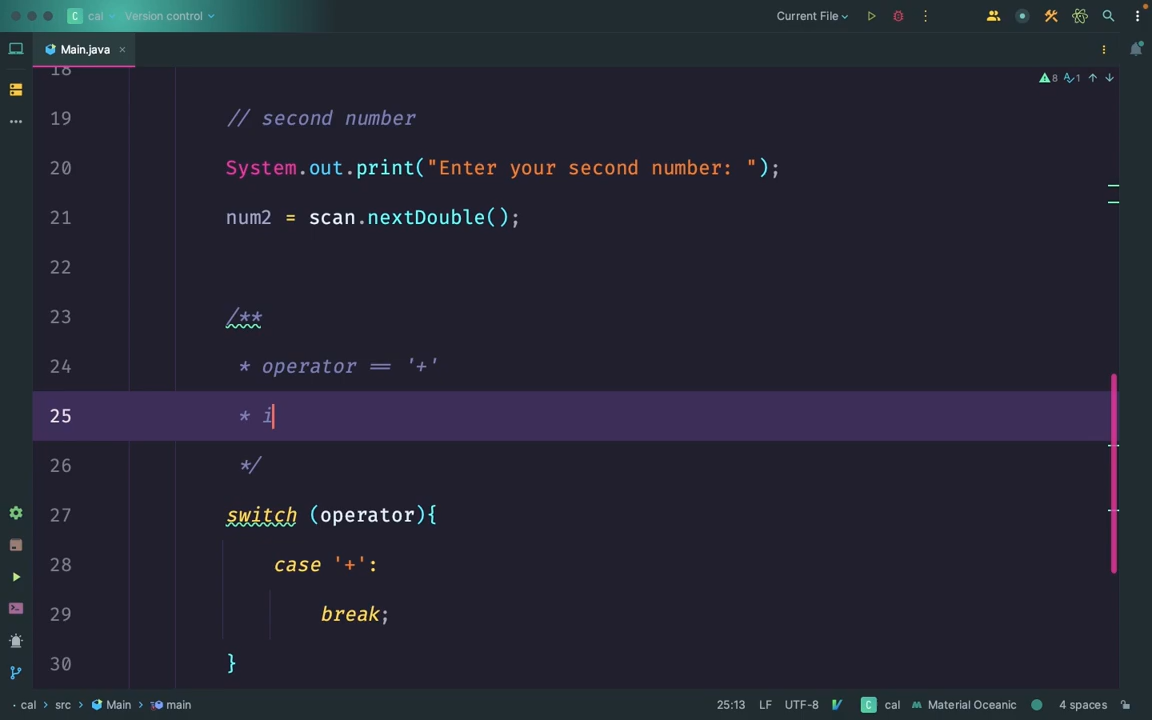 C cal Version control Current File
Main.java
8 1
18
19 // second number
20 System.out.print("Enter your second number: ");
21 num2 = scan.nextDouble();
22
23 /**
24 * operator == '+'
25 * i
26 */
27 switch (operator){
28 case '+':
29 break;
30 }
cal > src > Main > main 25:13 LF UTF-8 C cal Material Oceanic 4 spaces